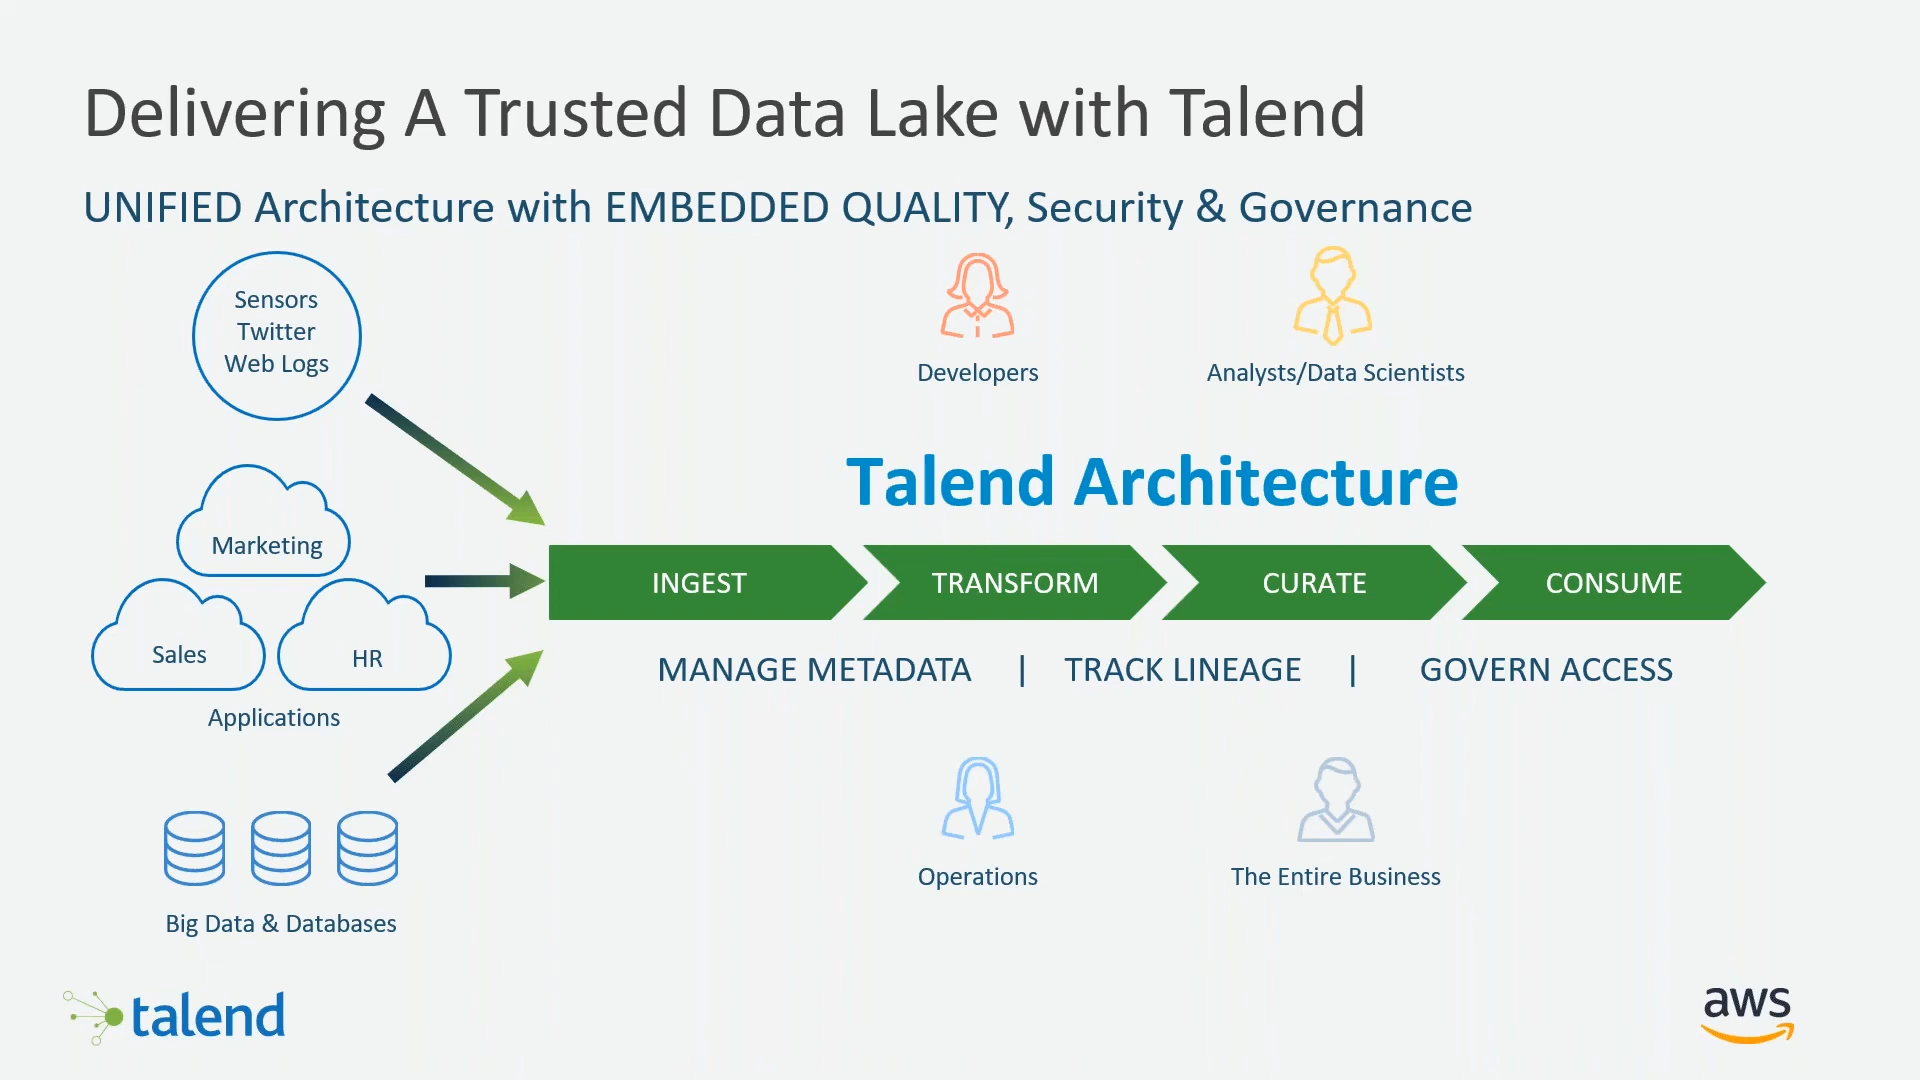 Delivering A Trusted Data Lake with Talend
UNIFIED Architecture with EMBEDDED QUALITY, Security & Governance
Sensors
Twitter
Web Logs
Marketing
Sales
HR
Applications
Big Data & Databases
Developers
Analysts/Data Scientists
Talend Architecture
INGEST
TRANSFORM
CURATE
CONSUME
MANAGE METADATA | TRACK LINEAGE | GOVERN ACCESS
Operations
The Entire Business
talend
aws